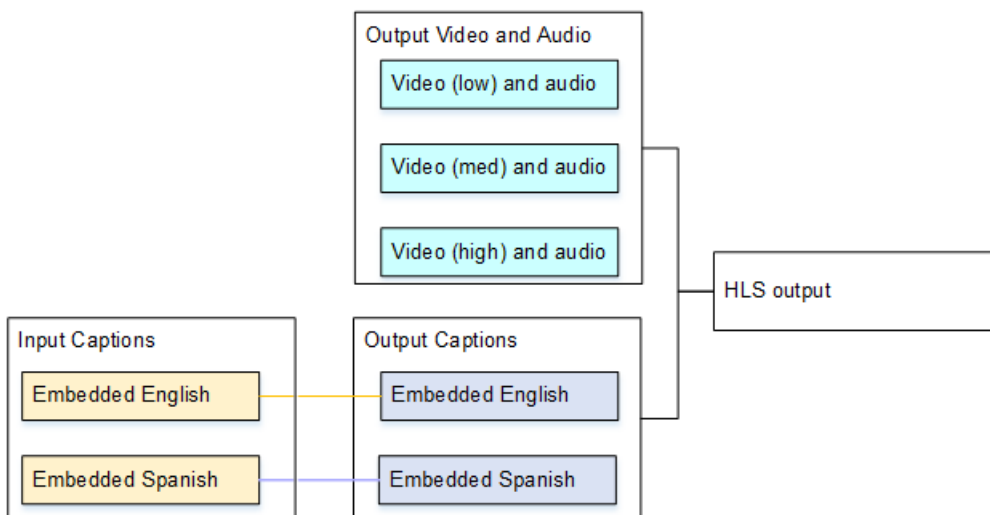 Output Video and Audio
Video (low) and audio
Video (med) and audio
Video (high) and audio
HLS output
Input Captions
Embedded English
Embedded Spanish
Output Captions
Embedded English
Embedded Spanish